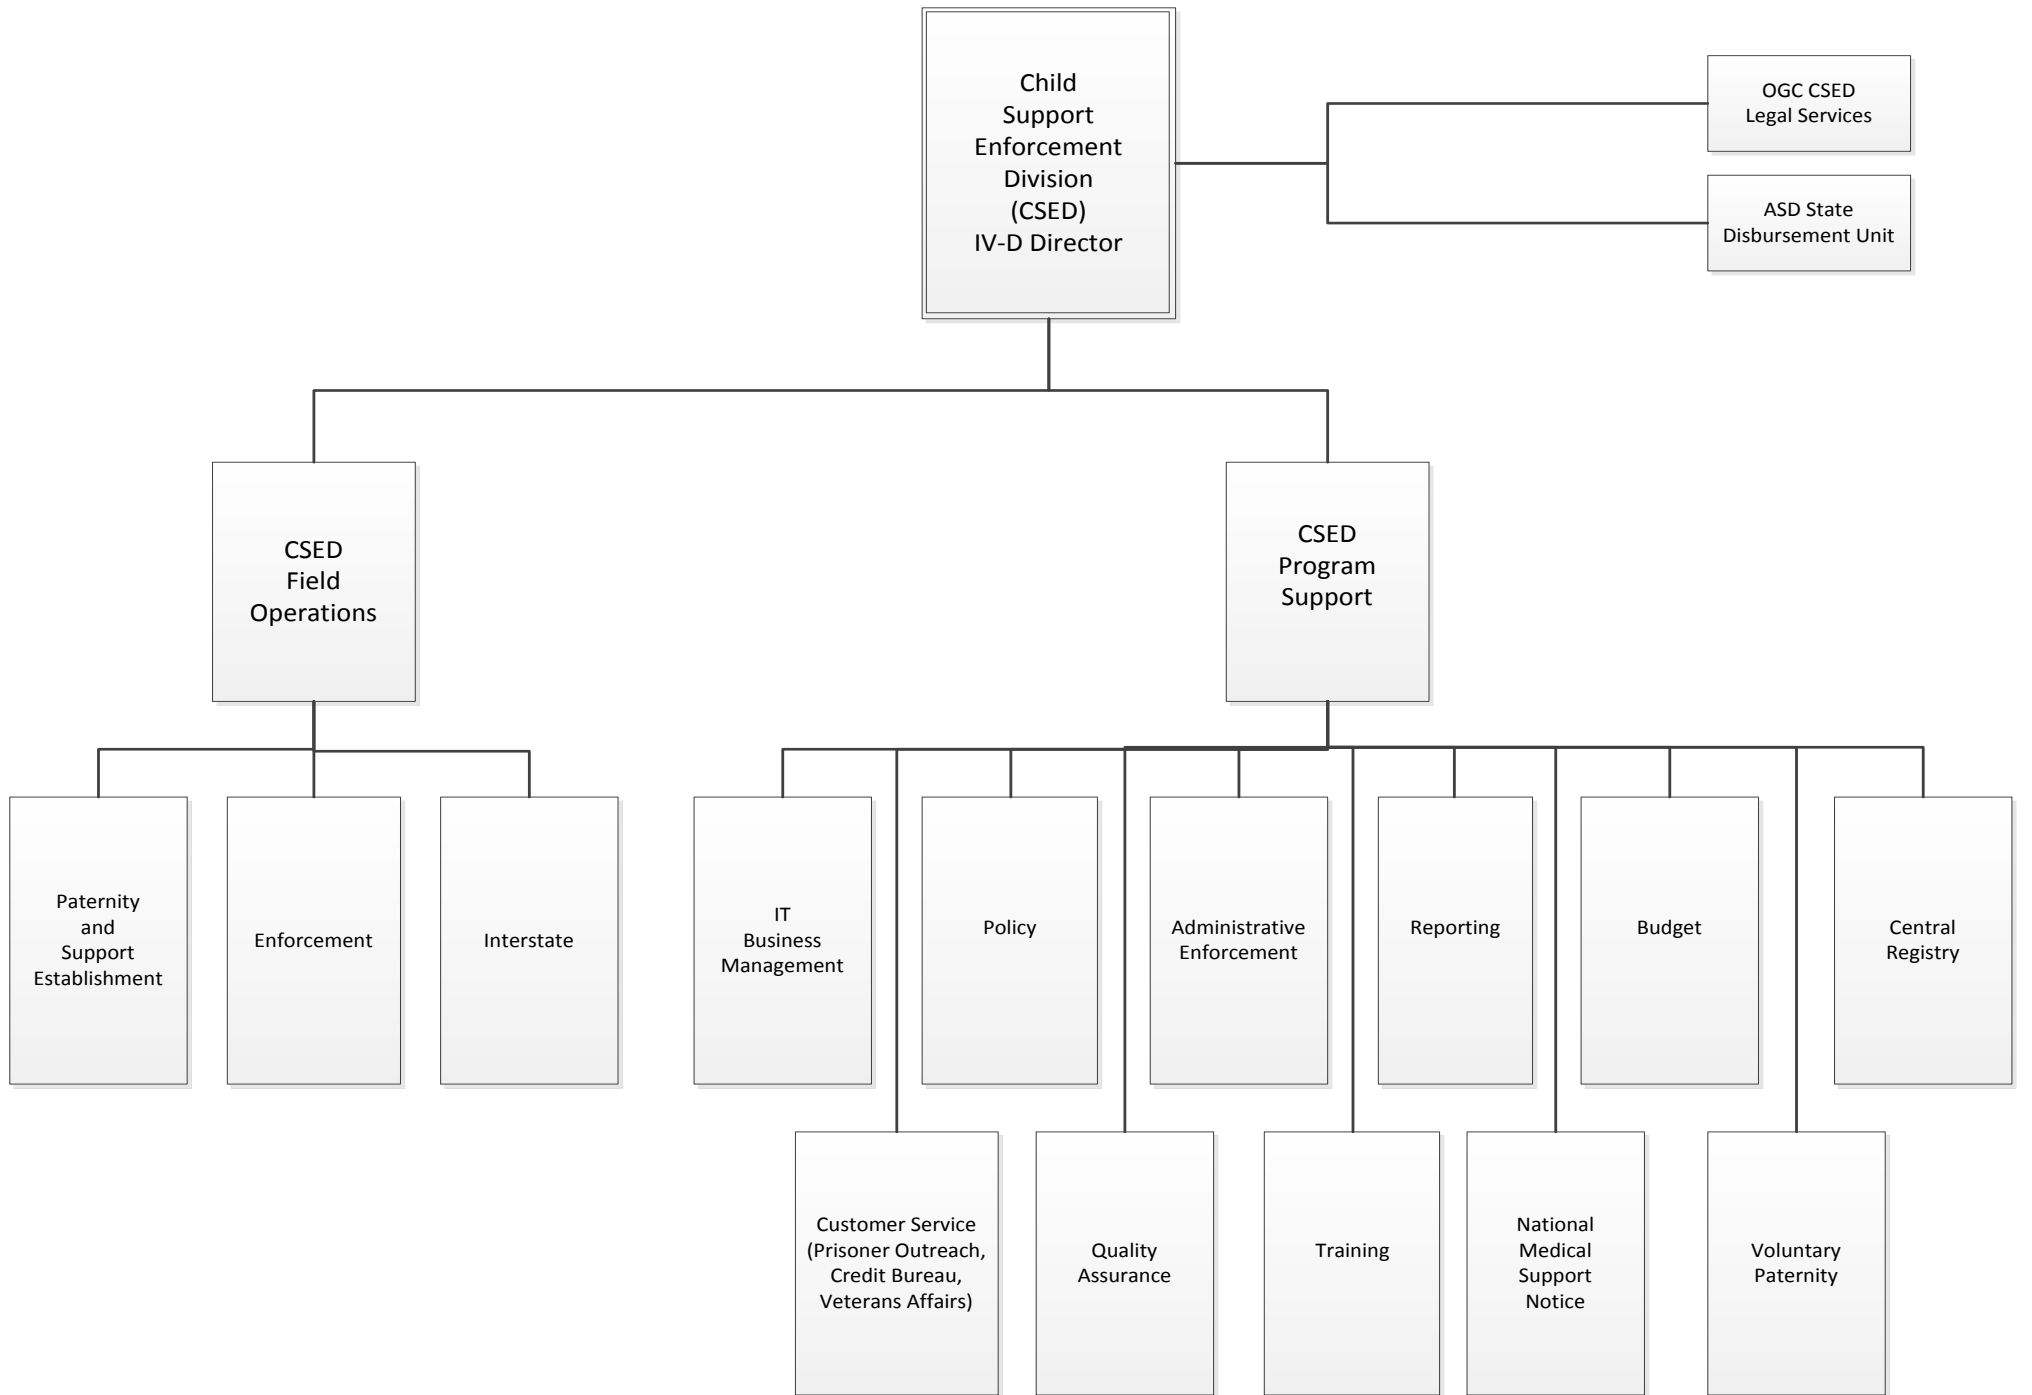 Child
Support
Enforcement
Division
(CSED)
IV-D Director
OGC CSED
Legal Services
ASD State
Disbursement Unit
CSED
Field
Operations
CSED
Program
Support
Paternity
and
Support
Establishment
Enforcement
Interstate
IT
Business
Management
Policy
Administrative
Enforcement
Reporting
Budget
Central
Registry
Customer Service
(Prisoner Outreach,
Credit Bureau,
Veterans Affairs)
Quality
Assurance
Training
National
Medical
Support
Notice
Voluntary
Paternity